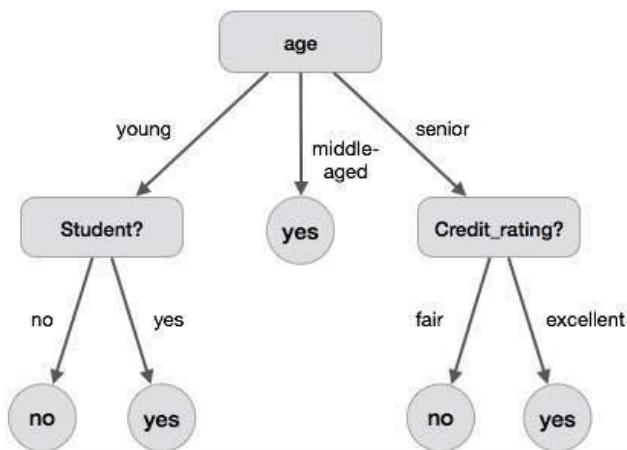 age
young
middle-
aged
senior
Student?
yes
Credit_rating?
no
yes
fair
excellent
no
yes
no
yes